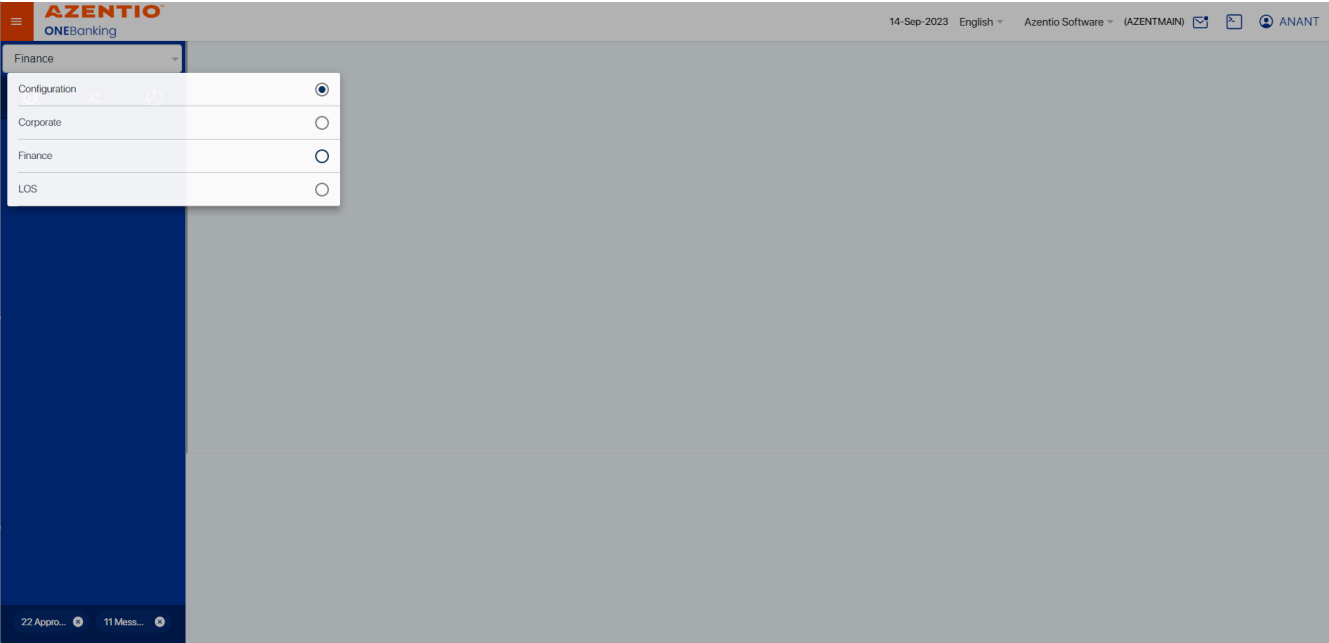 AZENTIO
ONEBanking
14-Sep-2023 English Azentio Software (AZENTMAIN) ANANT
Finance
Configuration
Corporate
Finance
LOS
22 Appro... 11 Mess...